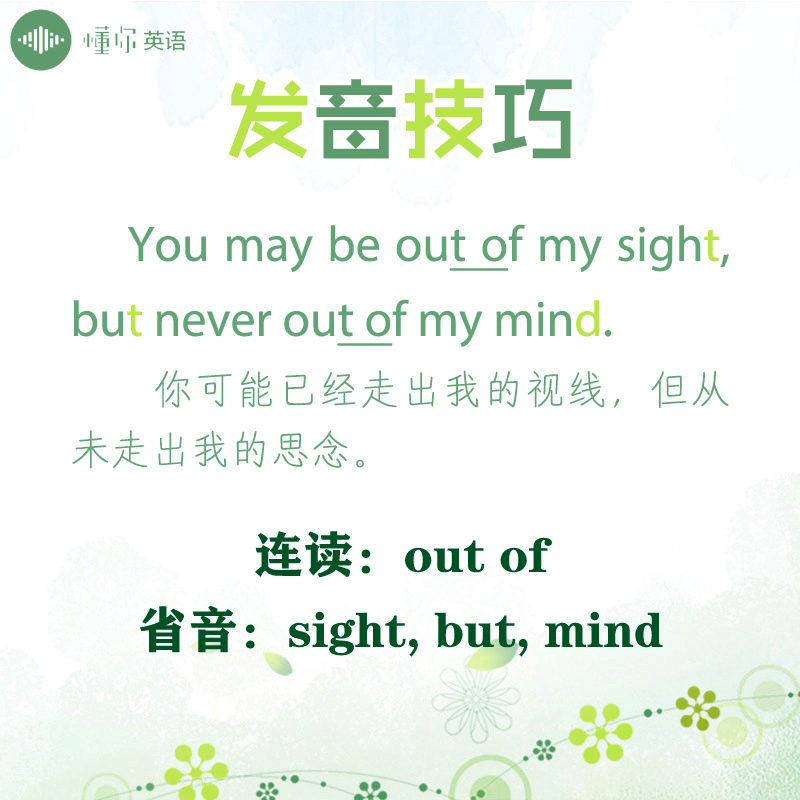 懂你英语
发音技巧
You may be out of my sight,
but never out of my mind.
你可能已经走出我的视线，但从
未走出我的思念。
连读：out of
省音：sight, but, mind